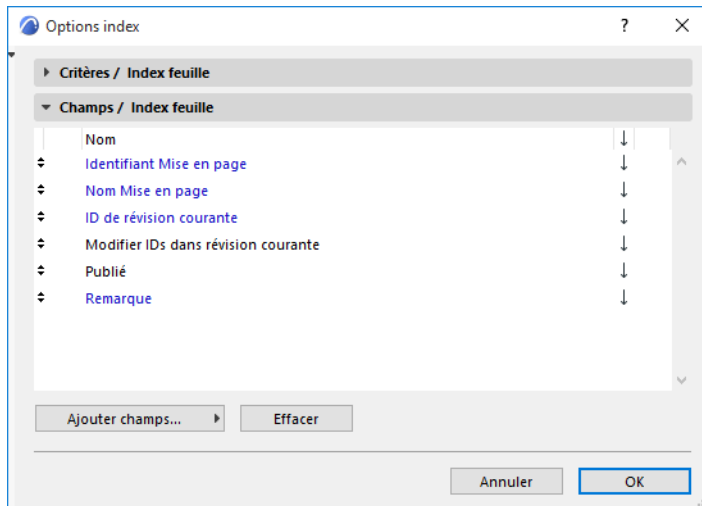 Options index
?
Critères / Index feuille
Champs / Index feuille
Nom ↓
Identifiant Mise en page ↓
Nom Mise en page ↓
ID de révision courante ↓
Modifier IDs dans révision courante ↓
Publié ↓
Remarque ↓
Ajouter champs... Effacer
Annuler OK